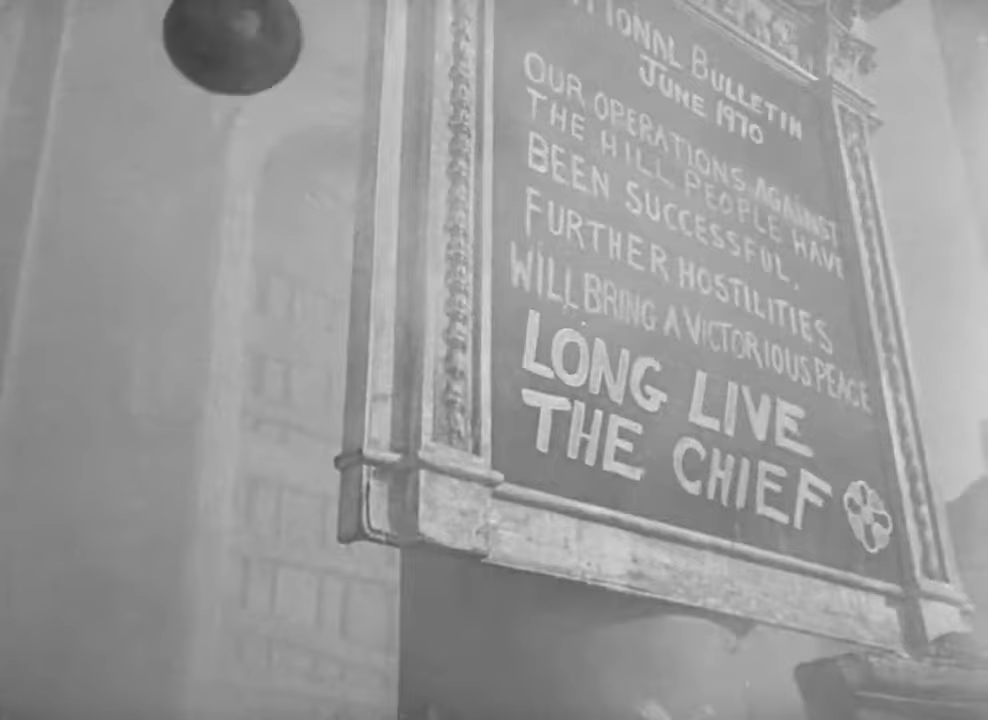 TIONAL BULLETIN
JUNE 1970
OUR OPERATIONS AGAINST
THE HILL PEOPLE HAVE
BEEN SUCCESSFUL.
FURTHER HOSTILITIES
WILL BRING A VICTORIOUS PEACE
LONG LIVE
THE CHIEF